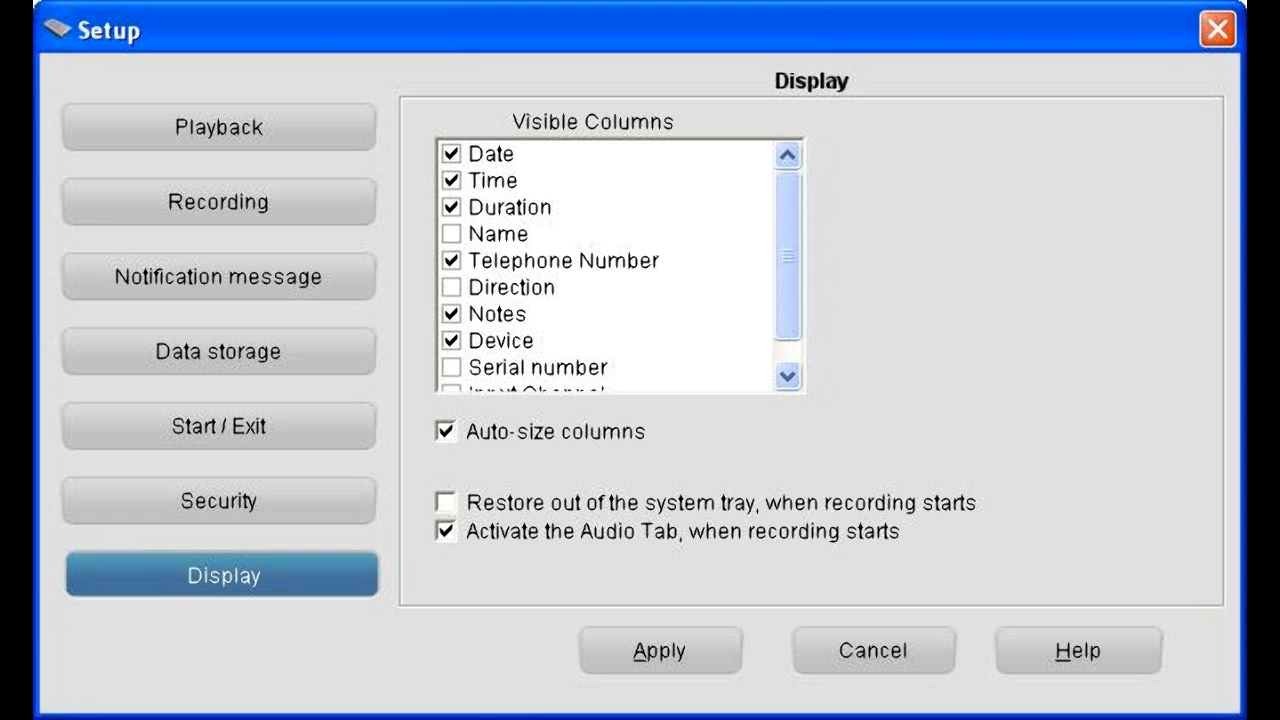 Setup
Display
Playback
Recording
Notification message
Data storage
Start / Exit
Security
Display
Visible Columns
Date
Time
Duration
Name
Telephone Number
Direction
Notes
Device
Serial number
Auto-size columns
Restore out of the system tray, when recording starts
Activate the Audio Tab, when recording starts
Apply
Cancel
Help